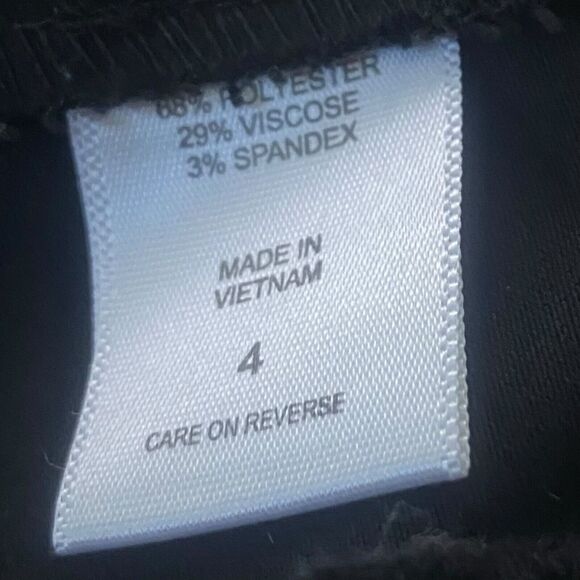 68% POLYESTER
29% VISCOSE
3% SPANDEX
MADE IN
VIETNAM
4
CARE ON REVERSE